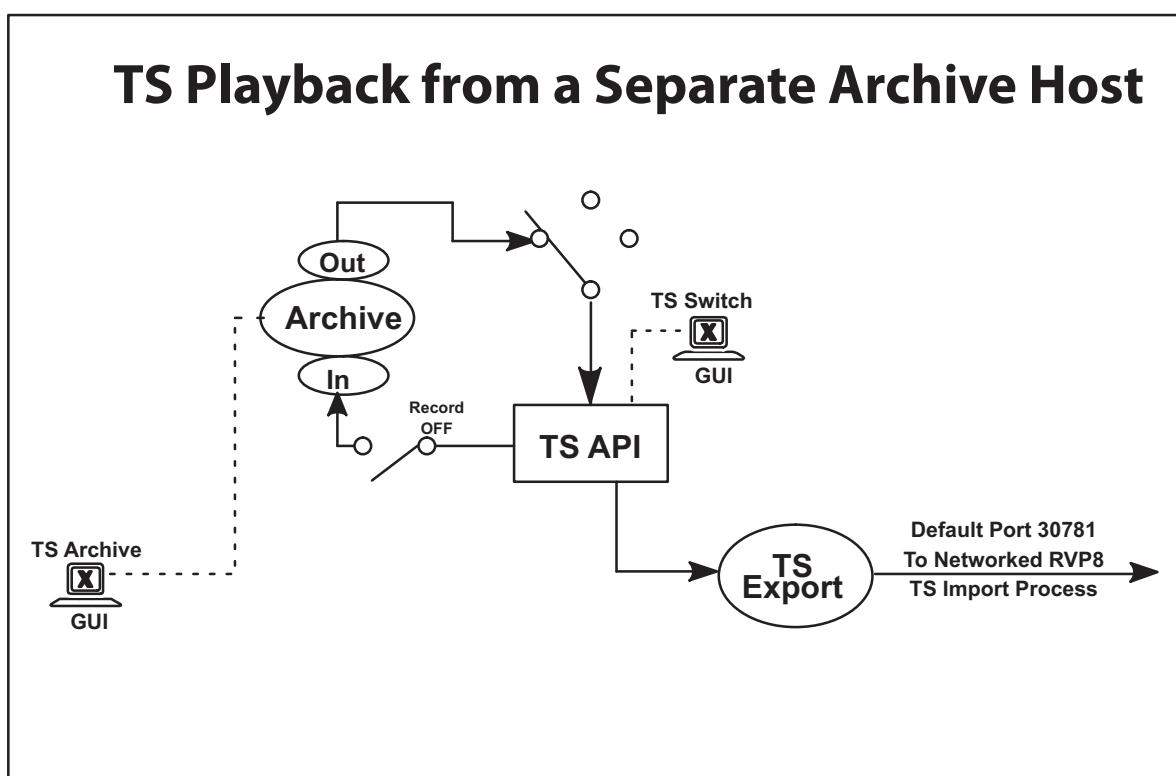 TS Playback from a Separate Archive Host
Out
Archive
In
Record
OFF
TS Switch
X
GUI
TS API
TS Archive
X
GUI
TS
Export
Default Port 30781
To Networked RVP8
TS Import Process